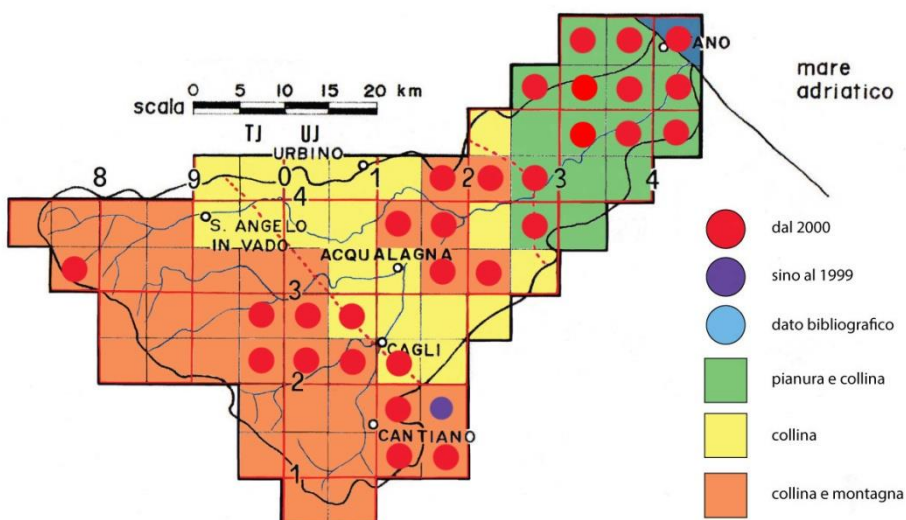 ANO
mare
adriatico
0 5 10 15 20 km
scala
TJ UJ
URBINO
8 9 0 1 2 3 4
4
S. ANGELO
IN VADO
ACQUALAGNA
3
CAGLI
2
CANTIANO
1
dal 2000
sino al 1999
dato bibliografico
pianura e collina
collina
collina e montagna